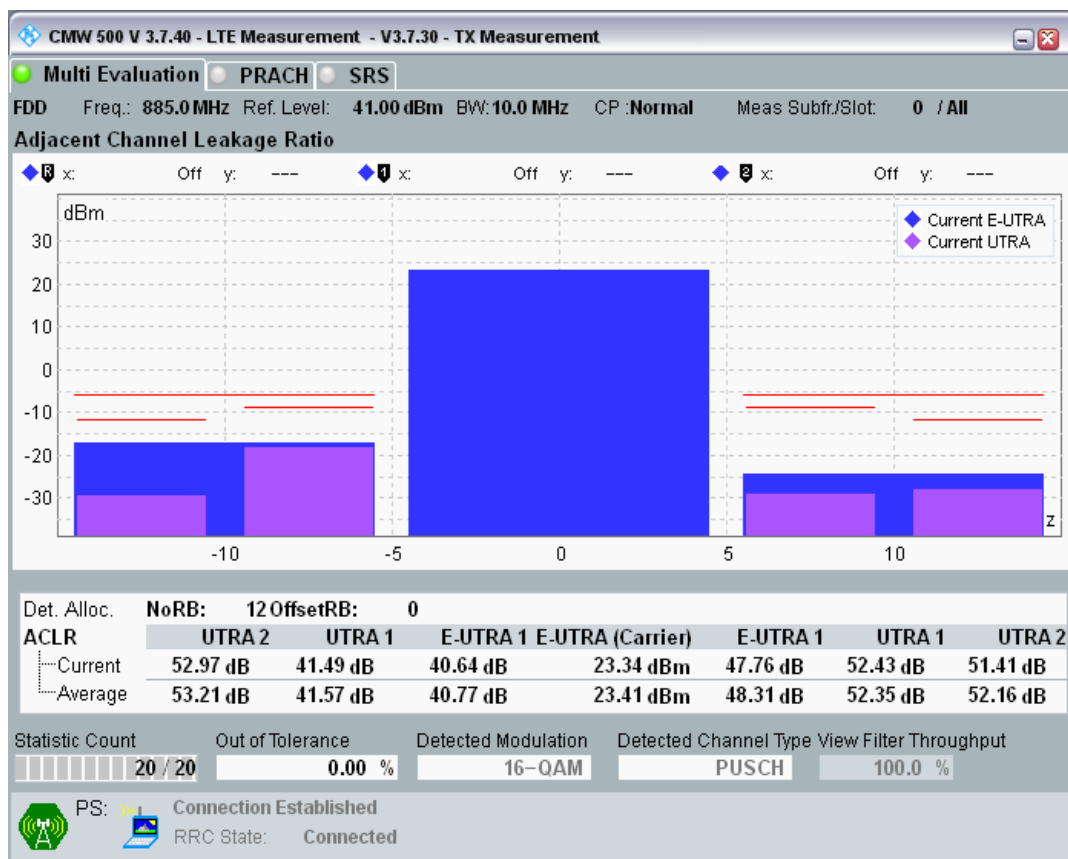 CMW 500 V 3.7.40 - LTE Measurement - V3.7.30 - TX Measurement
Multi Evaluation PRACH SRS
FDD Freq.: 885.0 MHz Ref. Level: 41.00 dBm BW: 10.0 MHz CP :Normal Meas Subfr./Slot: 0 / All
Adjacent Channel Leakage Ratio
R x: Off y: --- 1 x: Off y: --- 2 x: Off y: ---
dBm
Current E-UTRA
Current UTRA
30
20
10
0
-10
-20
-30
z
-10 -5 0 5 10
Det. Alloc. NoRB: 12 OffsetRB: 0
ACLR UTRA 2 UTRA 1 E-UTRA 1 E-UTRA (Carrier) E-UTRA 1 UTRA 1 UTRA 2
Current 52.97 dB 41.49 dB 40.64 dB 23.34 dBm 47.76 dB 52.43 dB 51.41 dB
Average 53.21 dB 41.57 dB 40.77 dB 23.41 dBm 48.31 dB 52.35 dB 52.16 dB
Statistic Count Out of Tolerance Detected Modulation Detected Channel Type View Filter Throughput
20 / 20 0.00 % 16-QAM PUSCH 100.0 %
PS: Connection Established
RRC State: Connected